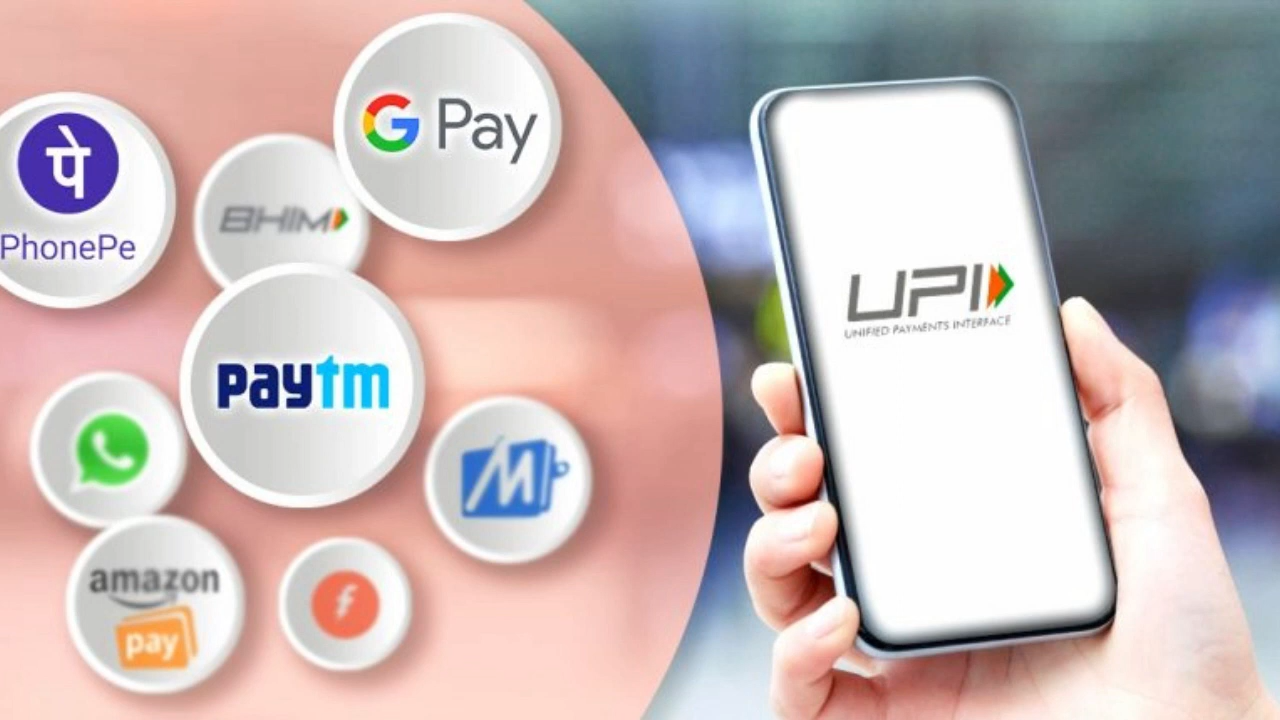 G Pay
पे
PhonePe
BHIM
paytm
M
amazon
pay
UPI
UNIFIED PAYMENTS INTERFACE